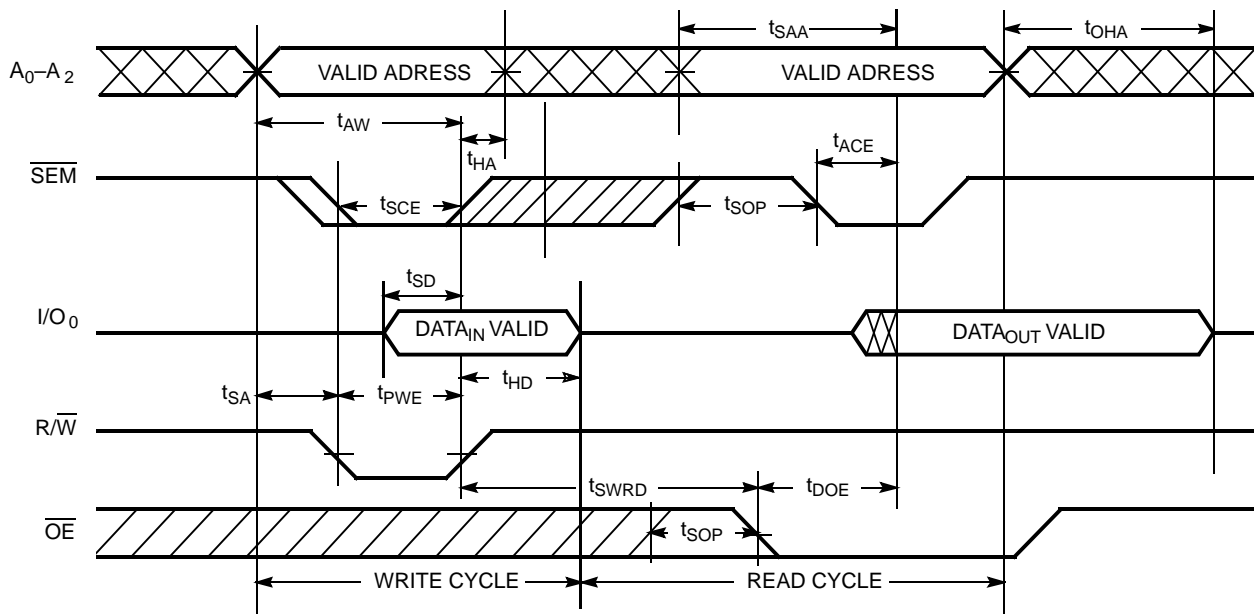 tSAA
tOHA
A0–A2
VALID ADRESS
VALID ADRESS
tAW
tHA
tACE
SEM
tSCE
tSOP
tSD
I/O0
DATAIN VALID
DATAOUT VALID
tSA
tPWE
tHD
R/W
tSWRD
tDOE
OE
tSOP
WRITE CYCLE
READ CYCLE